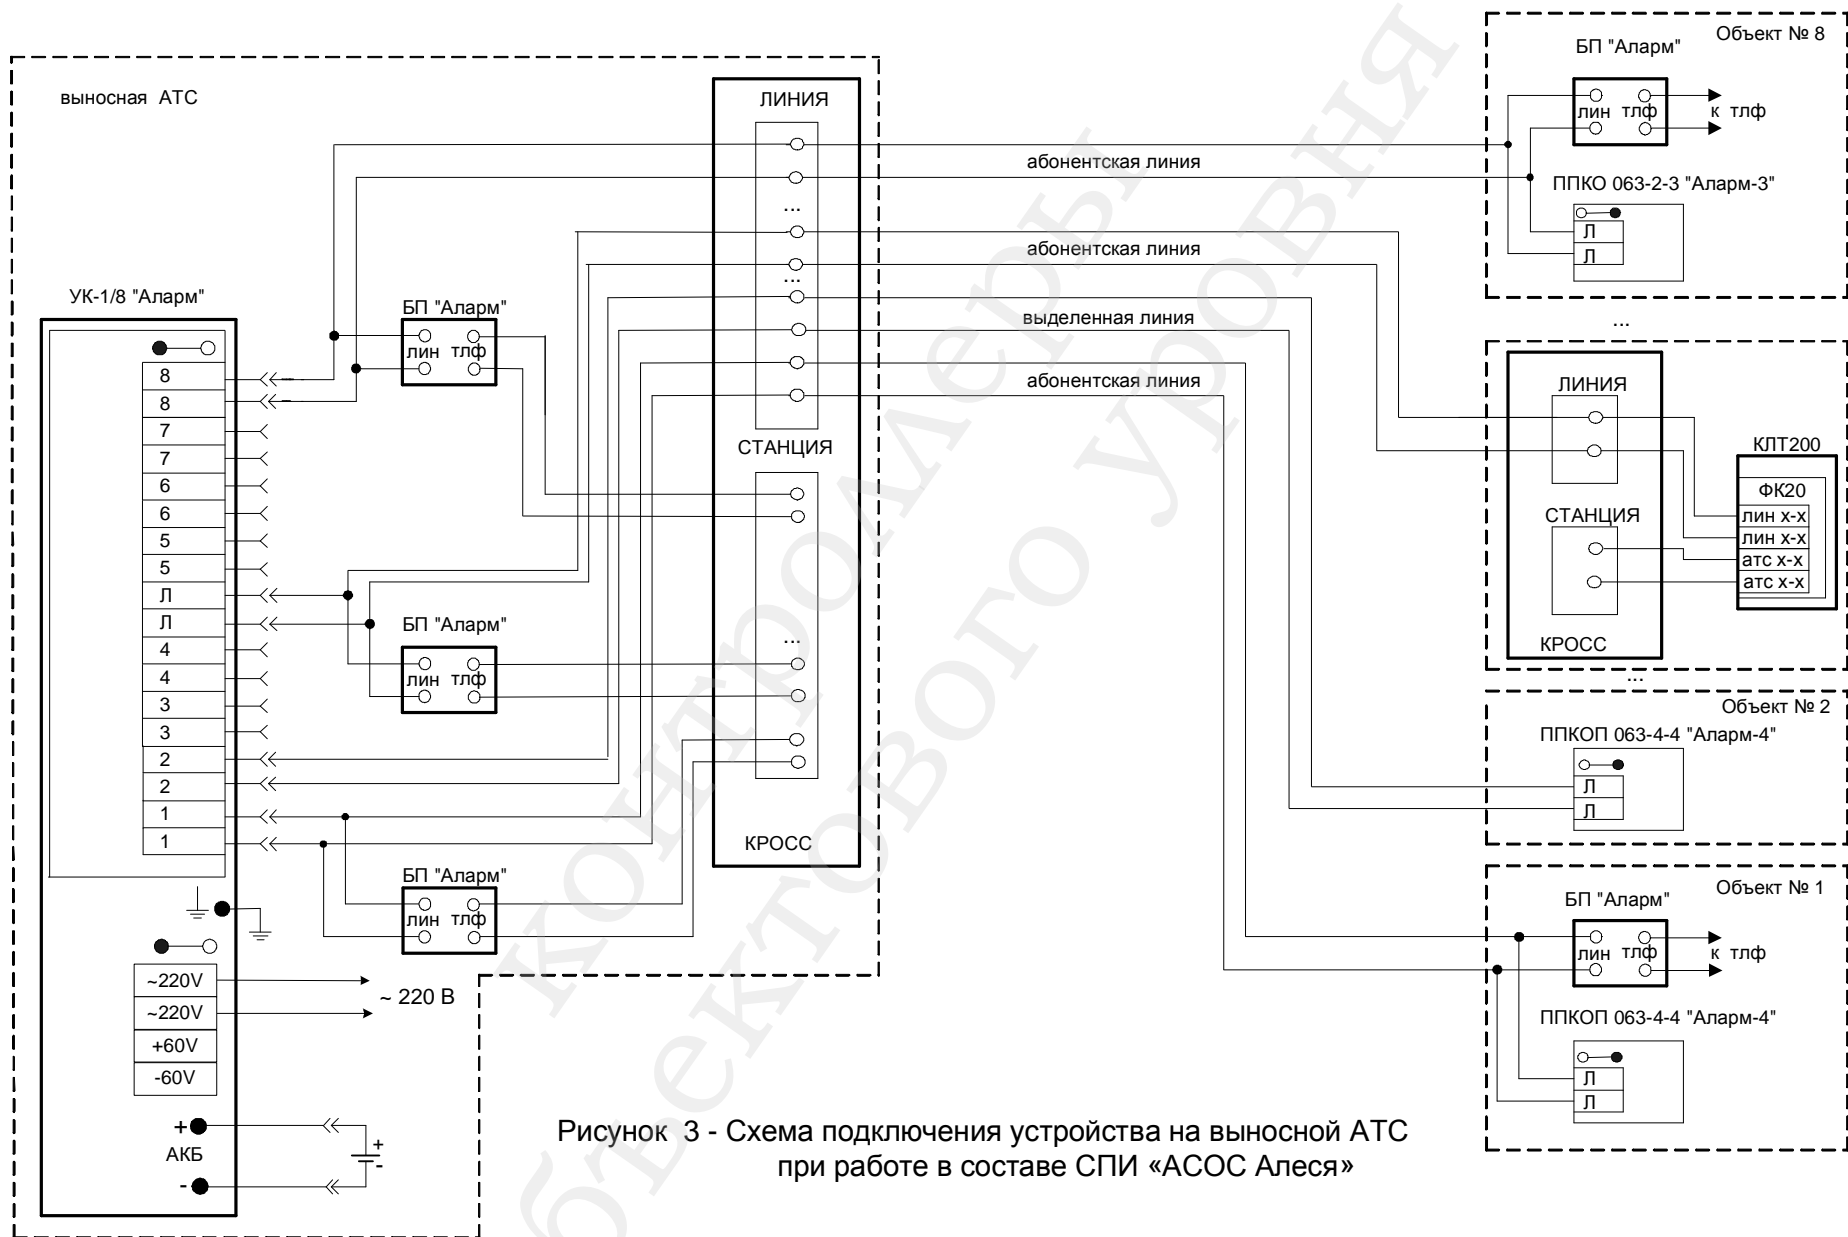 выносная АТС
УК-1/8 "Аларм"
8
8
7
7
6
6
5
5
Л
Л
4
4
3
3
2
2
1
1
~220V
~220V
+60V
-60V
~ 220 В
+
АКБ
-
+
-
БП "Аларм"
лин тлф
БП "Аларм"
лин тлф
БП "Аларм"
лин тлф
ЛИНИЯ
...
...
СТАНЦИЯ
...
КРОСС
абонентская линия
абонентская линия
выделенная линия
абонентская линия
Объект № 8
БП "Аларм"
лин тлф
к тлф
ППКО 063-2-3 "Аларм-3"
Л
Л
...
ЛИНИЯ
СТАНЦИЯ
КРОСС
КЛТ200
ФК20
лин х-х
лин х-х
атс х-х
атс х-х
...
Объект № 2
ППКОП 063-4-4 "Аларм-4"
Л
Л
Объект № 1
БП "Аларм"
лин тлф
к тлф
ППКОП 063-4-4 "Аларм-4"
Л
Л
Рисунок 3 - Схема подключения устройства на выносной АТС
при работе в составе СПИ «АСОС Алеся»
контроллеры
объектового уровня